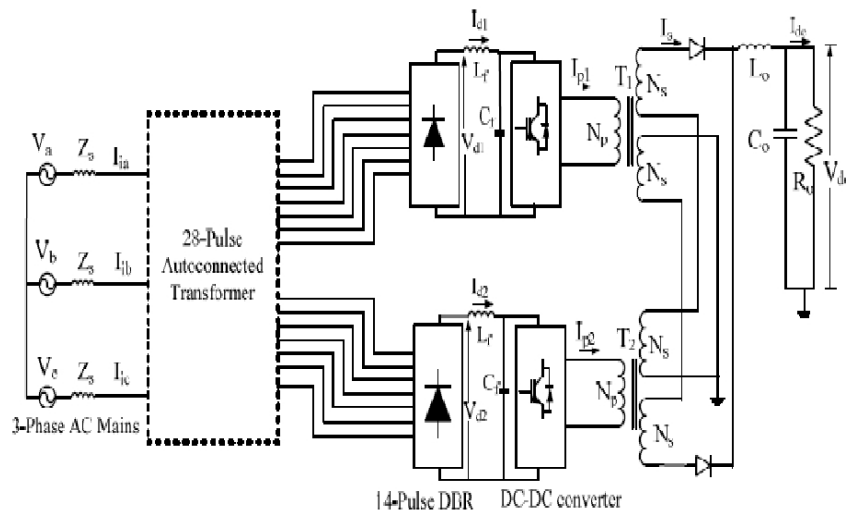 I_d1
L_f
C_f
V_d1
I_p1
T_1
N_p
N_s
N_s
I_s
L_o
I_dc
C_o
R_o
V_dc
V_a
Z_s
I_ia
V_b
Z_s
I_ib
V_c
Z_s
I_ic
3-Phase AC Mains
28-Pulse
Autoconnected
Transformer
I_d2
L_f
C_f
V_d2
I_p2
T_2
N_p
N_s
N_s
14-Pulse DBR
DC-DC converter